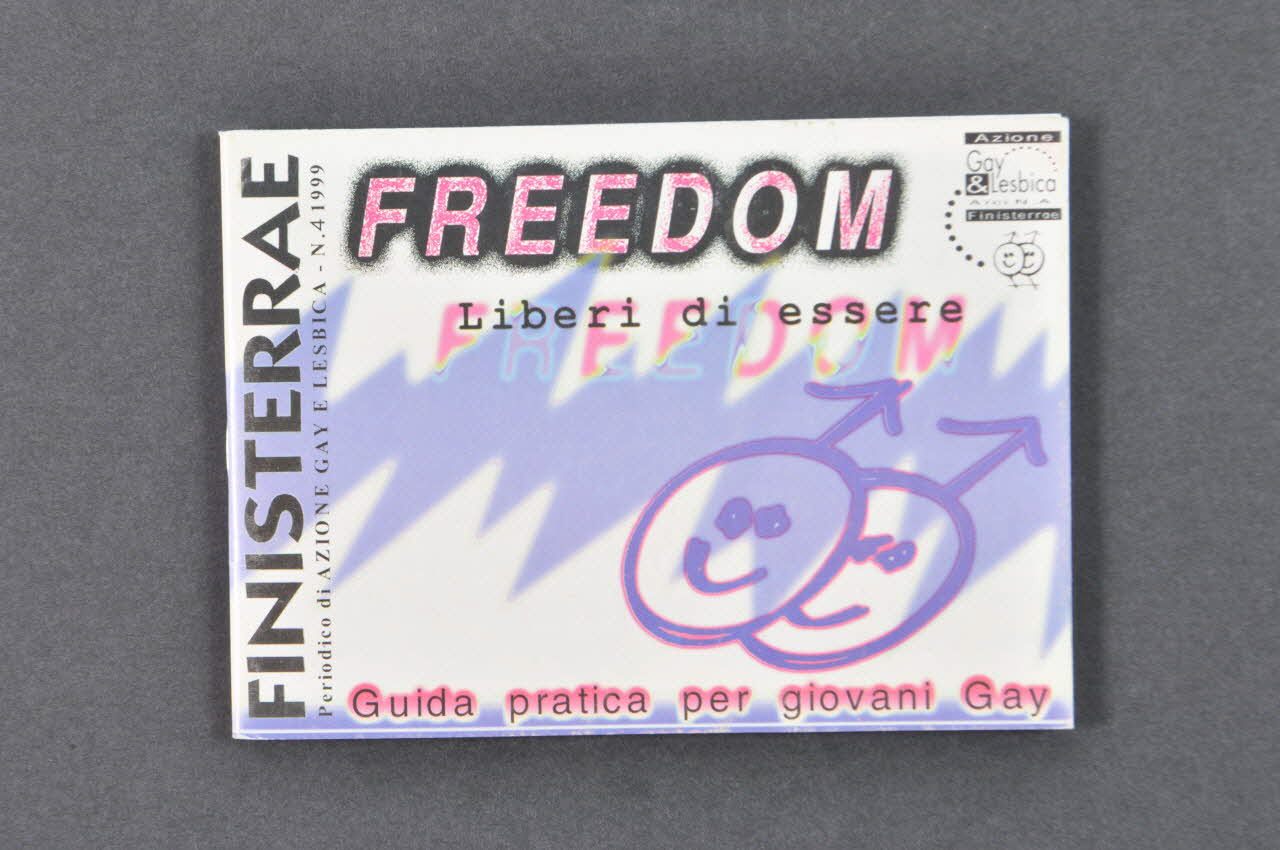 FINISTERRAE
Periodico di AZIONE GAY E LESBICA - N.4 1999
FREEDOM
Liberi di essere
FREEDOM
Guida pratica per giovani Gay
Azione
Gay
& Lesbica
Arci N.A.
Finisterrae